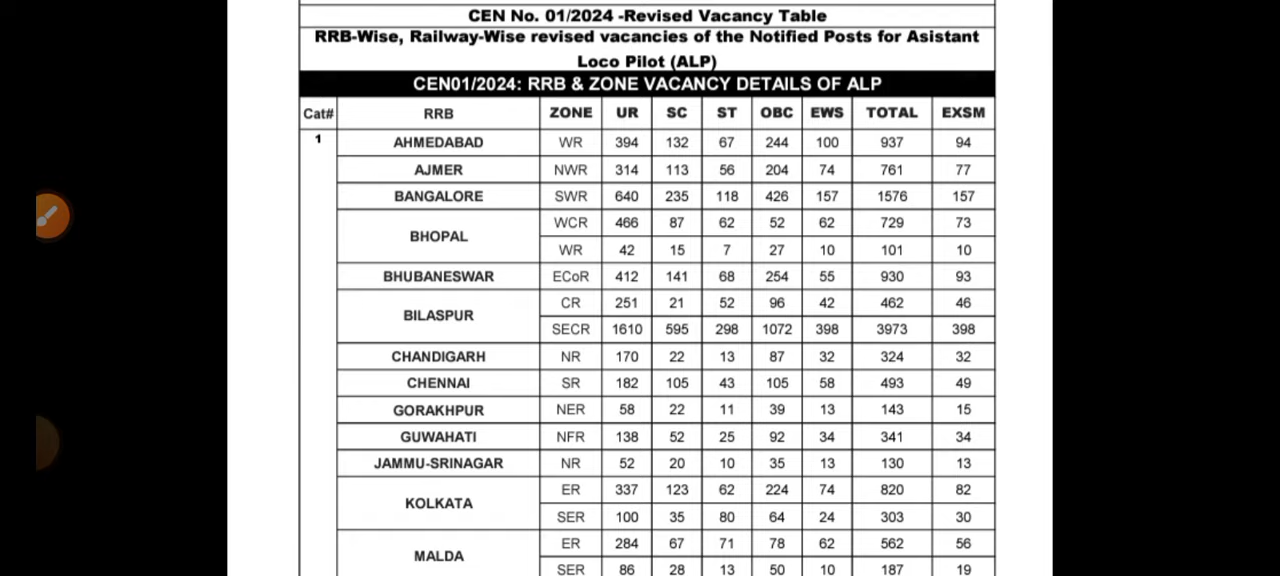 CEN No. 01/2024 -Revised Vacancy Table
RRB-Wise, Railway-Wise revised vacancies of the Notified Posts for Asistant
Loco Pilot (ALP)
CEN01/2024: RRB & ZONE VACANCY DETAILS OF ALP
Cat# RRB ZONE UR SC ST OBC EWS TOTAL EXSM
1 AHMEDABAD WR 394 132 67 244 100 937 94
AJMER NWR 314 113 56 204 74 761 77
BANGALORE SWR 640 235 118 426 157 1576 157
BHOPAL WCR 466 87 62 52 62 729 73
WR 42 15 7 27 10 101 10
BHUBANESWAR ECoR 412 141 68 254 55 930 93
BILASPUR CR 251 21 52 96 42 462 46
SECR 1610 595 298 1072 398 3973 398
CHANDIGARH NR 170 22 13 87 32 324 32
CHENNAI SR 182 105 43 105 58 493 49
GORAKHPUR NER 58 22 11 39 13 143 15
GUWAHATI NFR 138 52 25 92 34 341 34
JAMMU-SRINAGAR NR 52 20 10 35 13 130 13
KOLKATA ER 337 123 62 224 74 820 82
SER 100 35 80 64 24 303 30
MALDA ER 284 67 71 78 62 562 56
SER 86 28 13 50 10 187 19